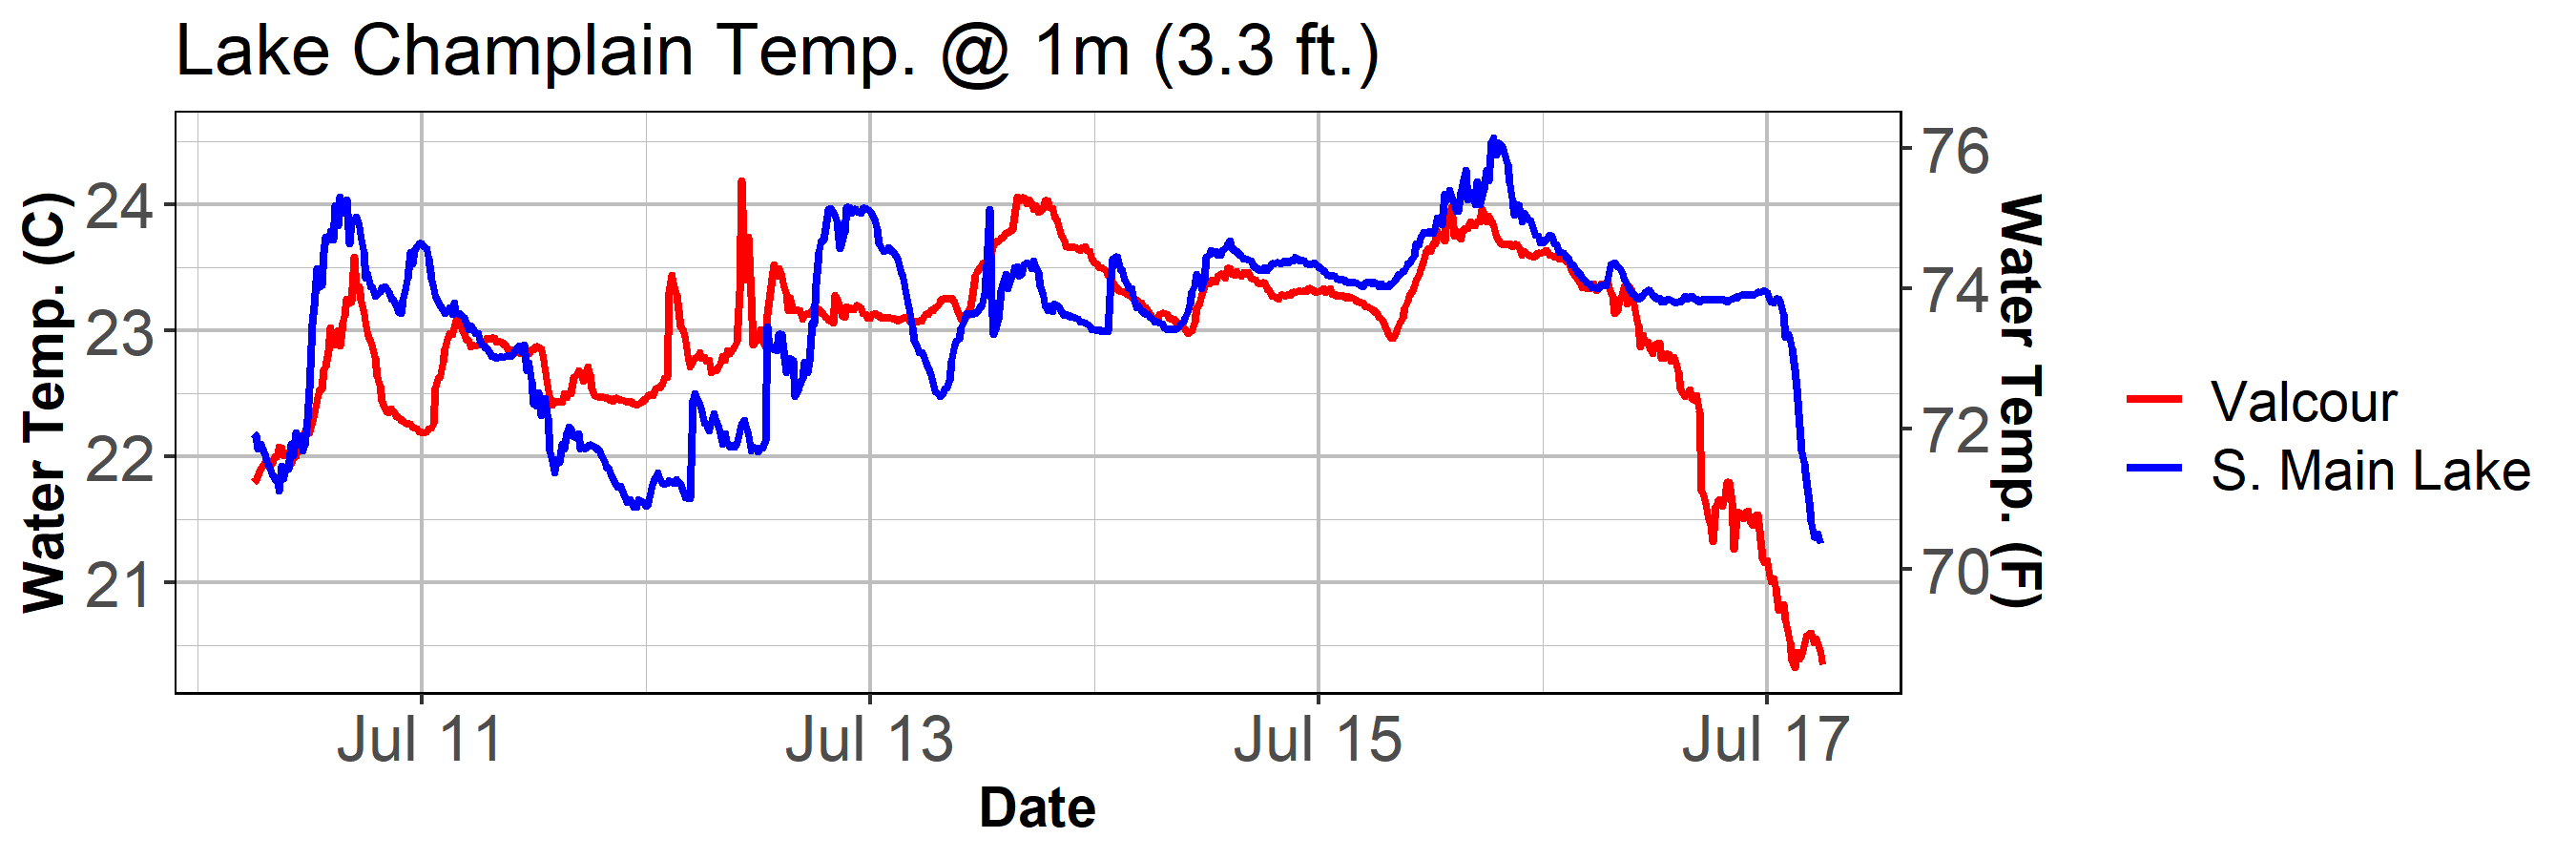 Lake Champlain Temp. @ 1m (3.3 ft.)
Water Temp. (C)
24
23
22
21
76
74
72
70
Water Temp. (F)
Jul 11
Jul 13
Jul 15
Jul 17
Date
Valcour
S. Main Lake